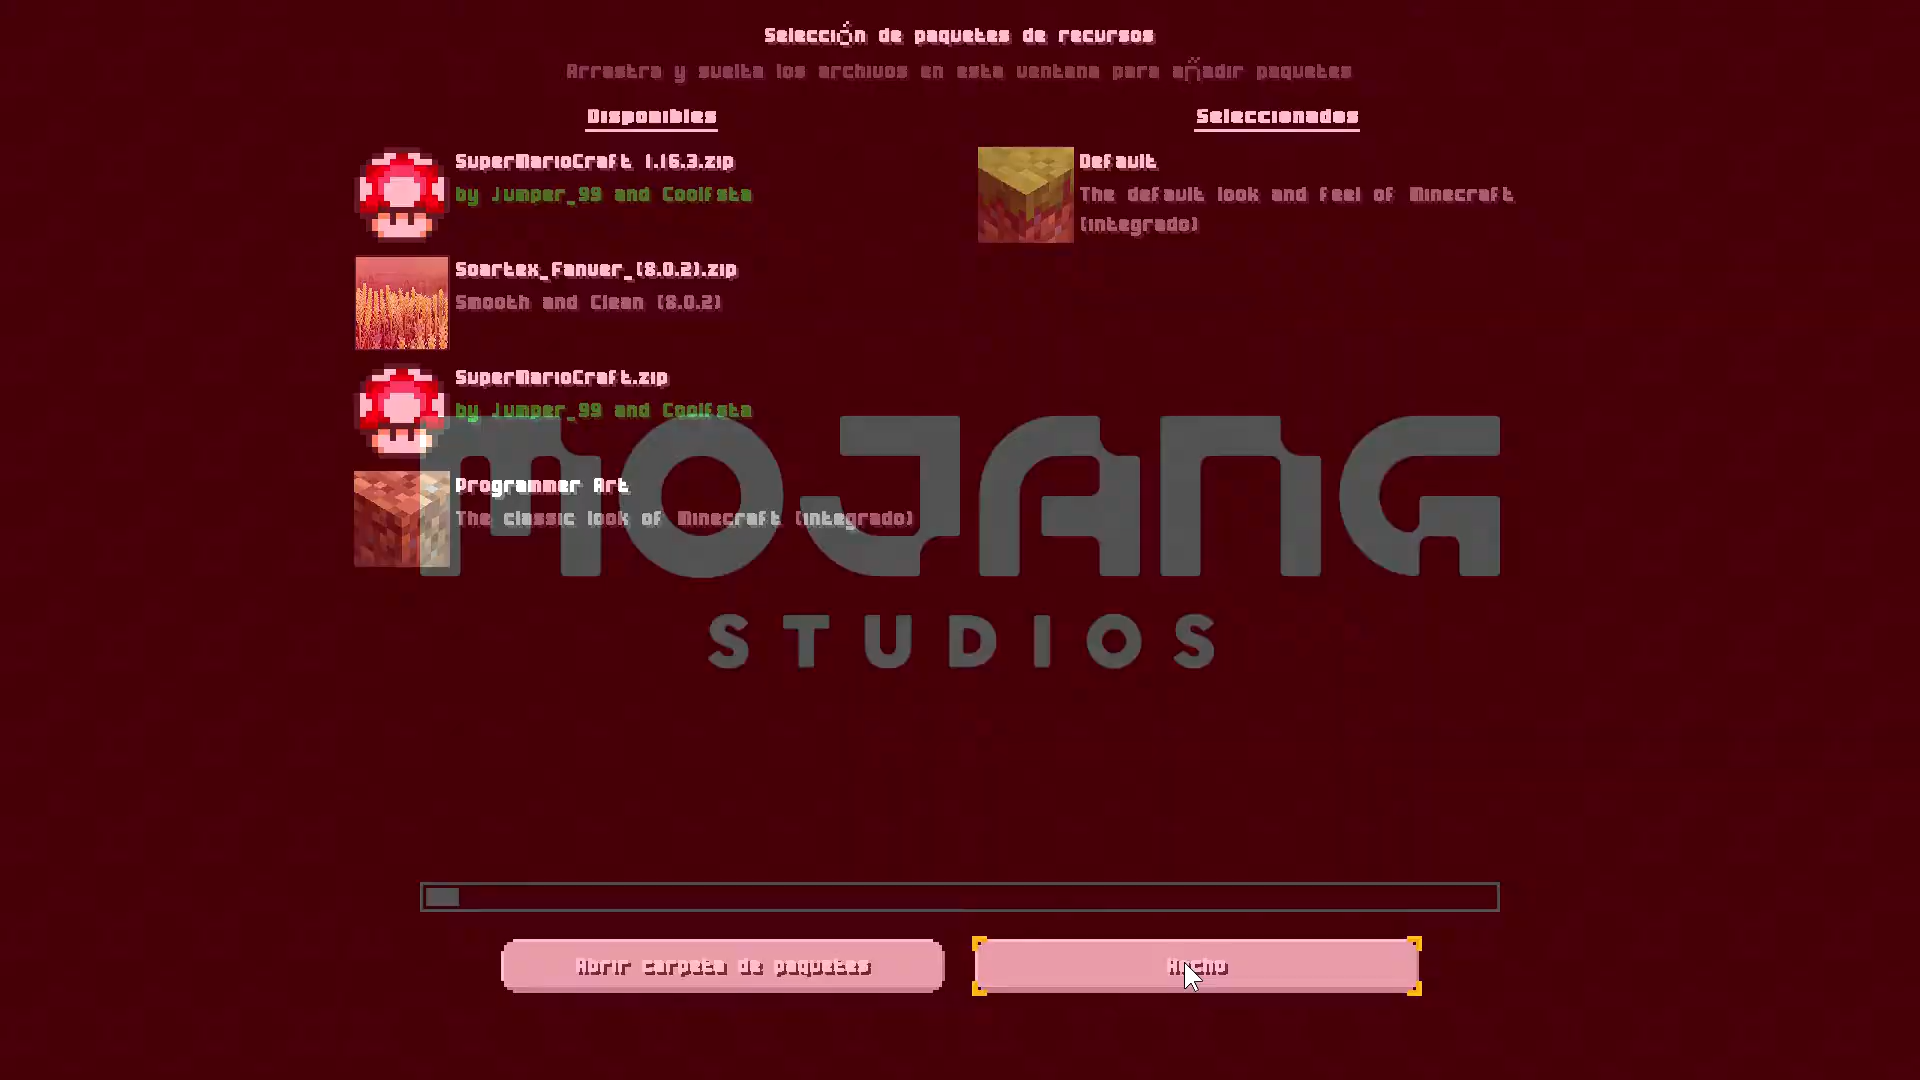 Selección de paquetes de recursos
Arrastra y suelta los archivos en esta ventana para añadir paquetes
Disponibles
SuperMarioCraft 1.16.3.zip
by Jumper_99 and Coolfsta
Soartex_Fanver_(8.0.2).zip
Smooth and Clean (8.0.2)
SuperMarioCraft.zip
by Jumper_99 and Coolfsta
Programmer Art
The classic look of Minecraft (integrado)
Seleccionados
Default
The default look and feel of Minecraft
(integrado)
MOJANG
STUDIOS
Abrir carpeta de paquetes
Hecho